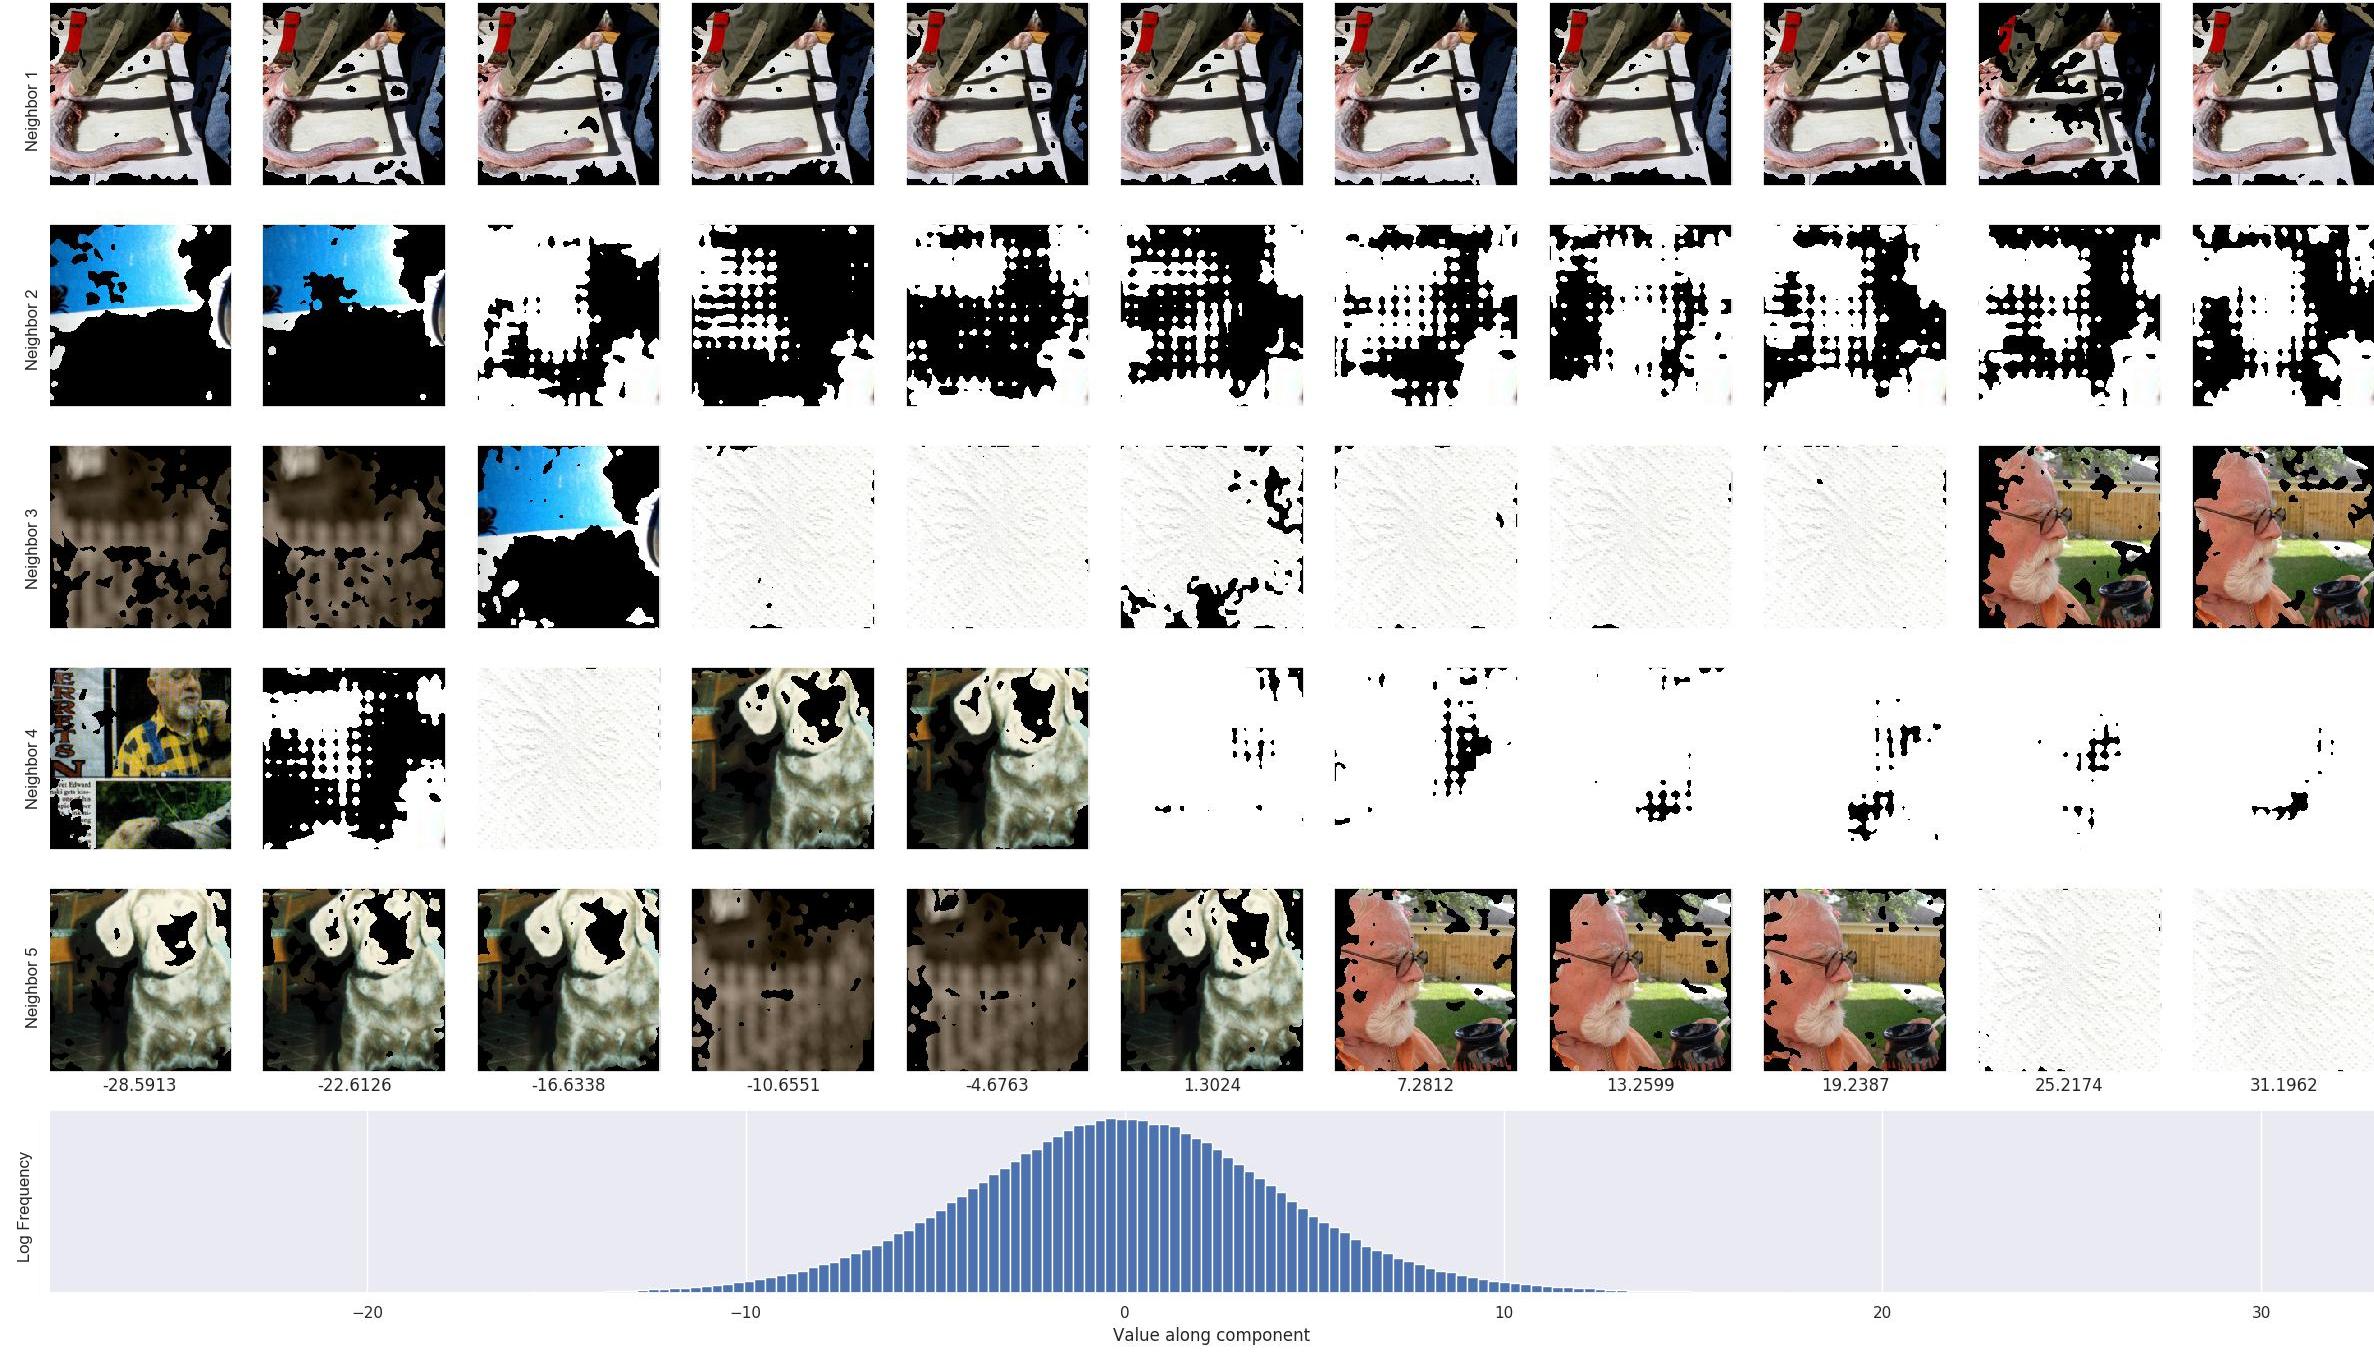 Neighbor 1
Neighbor 2
Neighbor 3
Neighbor 4
Neighbor 5
-28.5913 -22.6126 -16.6338 -10.6551 -4.6763 1.3024 7.2812 13.2599 19.2387 25.2174 31.1962
Log Frequency
−20 −10 0 10 20 30
Value along component